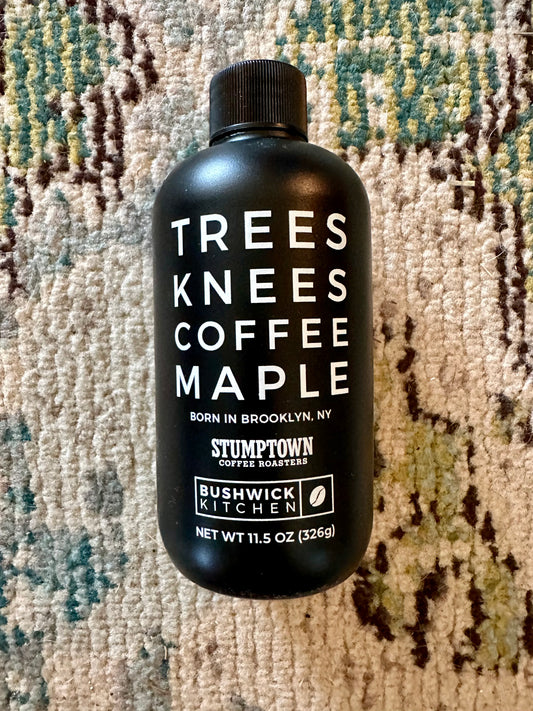 TREES
KNEES
COFFEE
MAPLE
BORN IN BROOKLYN, NY
STUMPTOWN
COFFEE ROASTERS
BUSHWICK
KITCHEN
NET WT 11.5 OZ (326g)